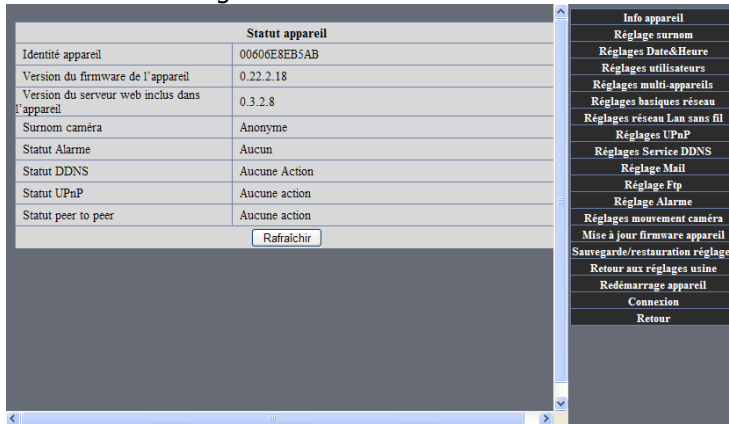 Statut appareil
Identité appareil 00606E8EB5AB
Version du firmware de l'appareil 0.22.2.18
Version du serveur web inclus dans l'appareil 0.3.2.8
Surnom caméra Anonyme
Statut Alarme Aucun
Statut DDNS Aucune Action
Statut UPnP Aucune action
Statut peer to peer Aucune action
Rafraîchir
Info appareil
Réglage surnom
Réglages Date&Heure
Réglages utilisateurs
Réglages multi-appareils
Réglages basiques réseau
Réglages réseau Lan sans fil
Réglages UPnP
Réglages Service DDNS
Réglage Mail
Réglage Ftp
Réglage Alarme
Réglages mouvement caméra
Mise à jour firmware appareil
Sauvegarde/restauration réglage
Retour aux réglages usine
Redémarrage appareil
Connexion
Retour